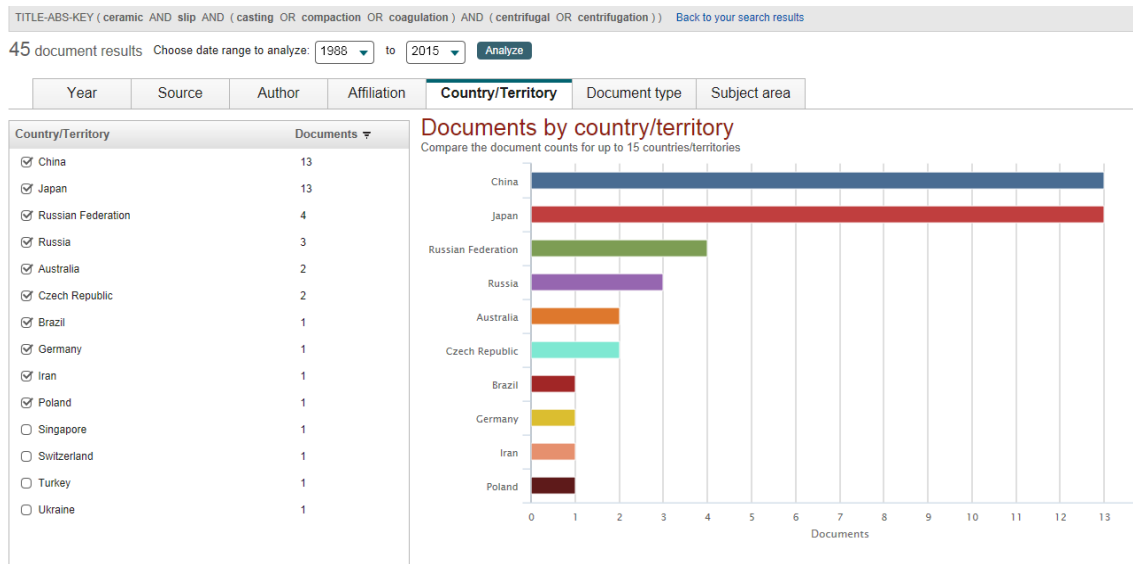 TITLE-ABS-KEY ( ceramic AND slip AND ( casting OR compaction OR coagulation ) AND ( centrifugal OR centrifugation ) ) Back to your search results
45 document results Choose date range to analyze: 1988 to 2015 Analyze
Year Source Author Affiliation Country/Territory Document type Subject area
Country/Territory Documents
China 13
Japan 13
Russian Federation 4
Russia 3
Australia 2
Czech Republic 2
Brazil 1
Germany 1
Iran 1
Poland 1
Singapore 1
Switzerland 1
Turkey 1
Ukraine 1
Documents by country/territory
Compare the document counts for up to 15 countries/territories
China
Japan
Russian Federation
Russia
Australia
Czech Republic
Brazil
Germany
Iran
Poland
0 1 2 3 4 5 6 7 8 9 10 11 12 13
Documents